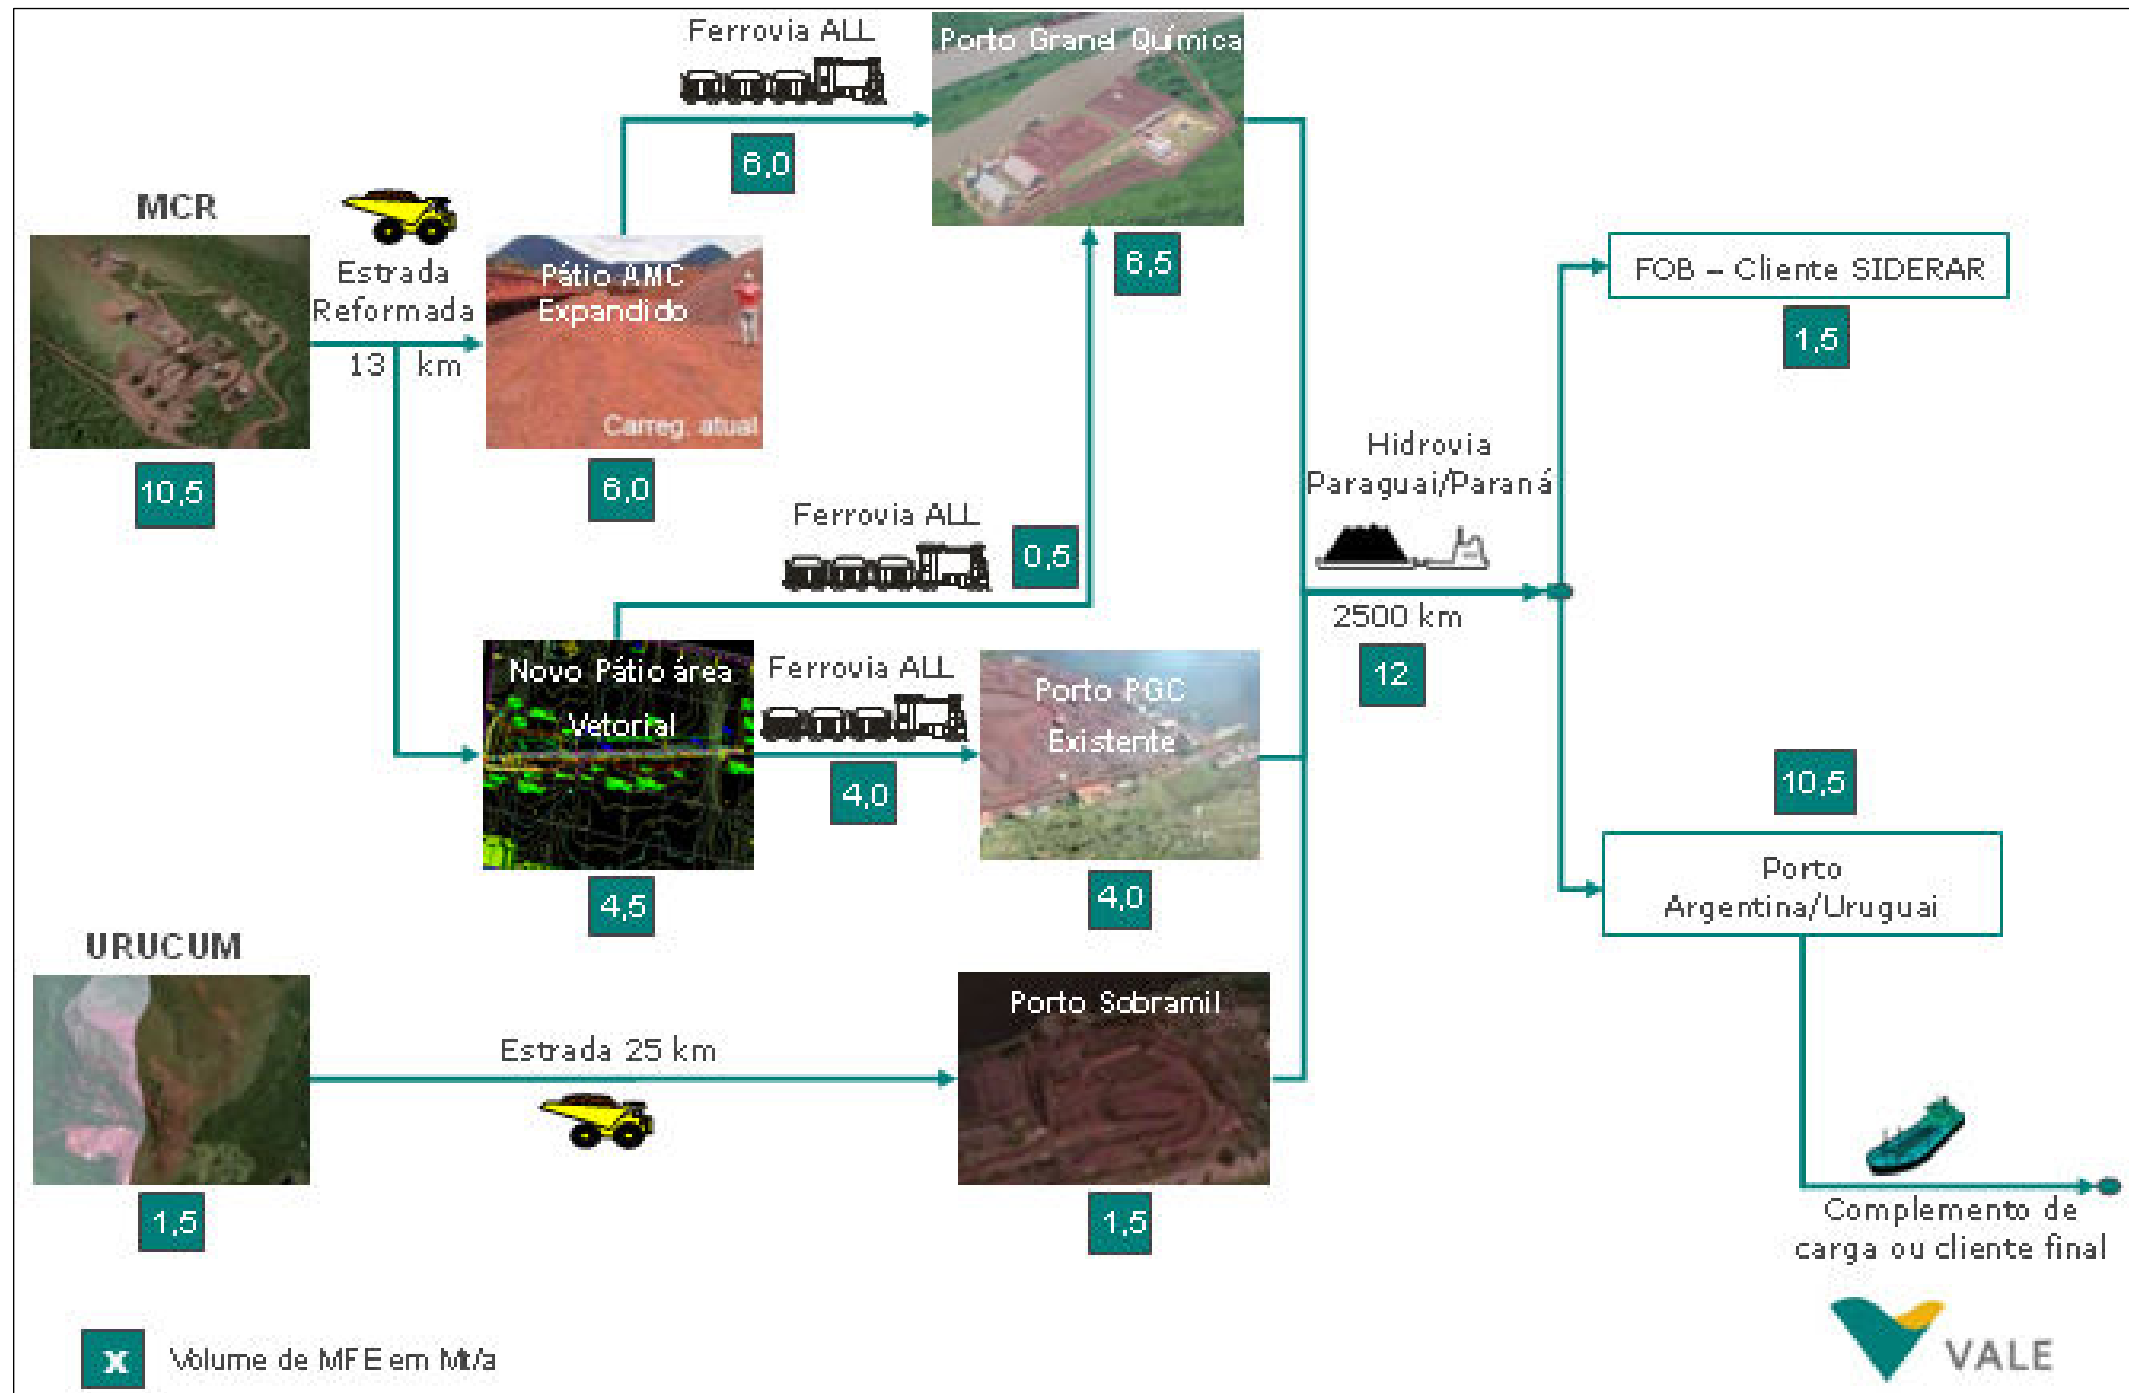 Ferrovia ALL
6,0
Porto Granel Química
6,5
MCR
10,5
Estrada
Reformada
13 km
Pátio AMC
Expandido
Carreg. atual
6,0
Ferrovia ALL
0,5
Novo Pátio área
Vetorial
4,5
Ferrovia ALL
4,0
Porto PGC
Existente
4,0
URUCUM
1,5
Estrada 25 km
Porto Sobramil
1,5
Hidrovia
Paraguai/Paraná
2500 km
12
FOB – Cliente SIDERAR
1,5
10,5
Porto
Argentina/Uruguai
Complemento de
carga ou cliente final
x Volume de MFE em Mt/a
VALE